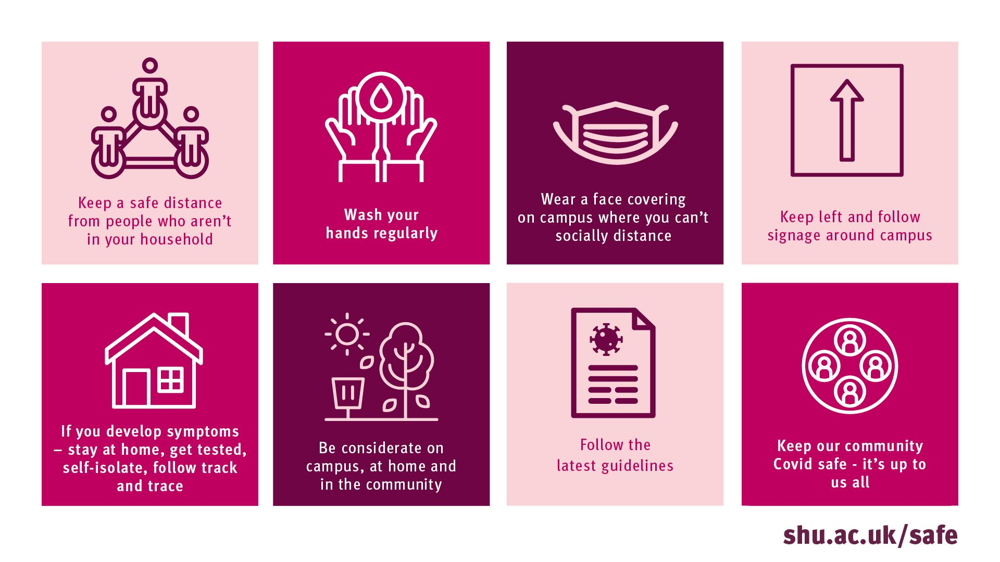 Keep a safe distance
from people who aren’t
in your household
Wash your
hands regularly
Wear a face covering
on campus where you can’t
socially distance
Keep left and follow
signage around campus
If you develop symptoms
– stay at home, get tested,
self-isolate, follow track
and trace
Be considerate on
campus, at home and
in the community
Follow the
latest guidelines
Keep our community
Covid safe - it’s up to
us all
shu.ac.uk/safe